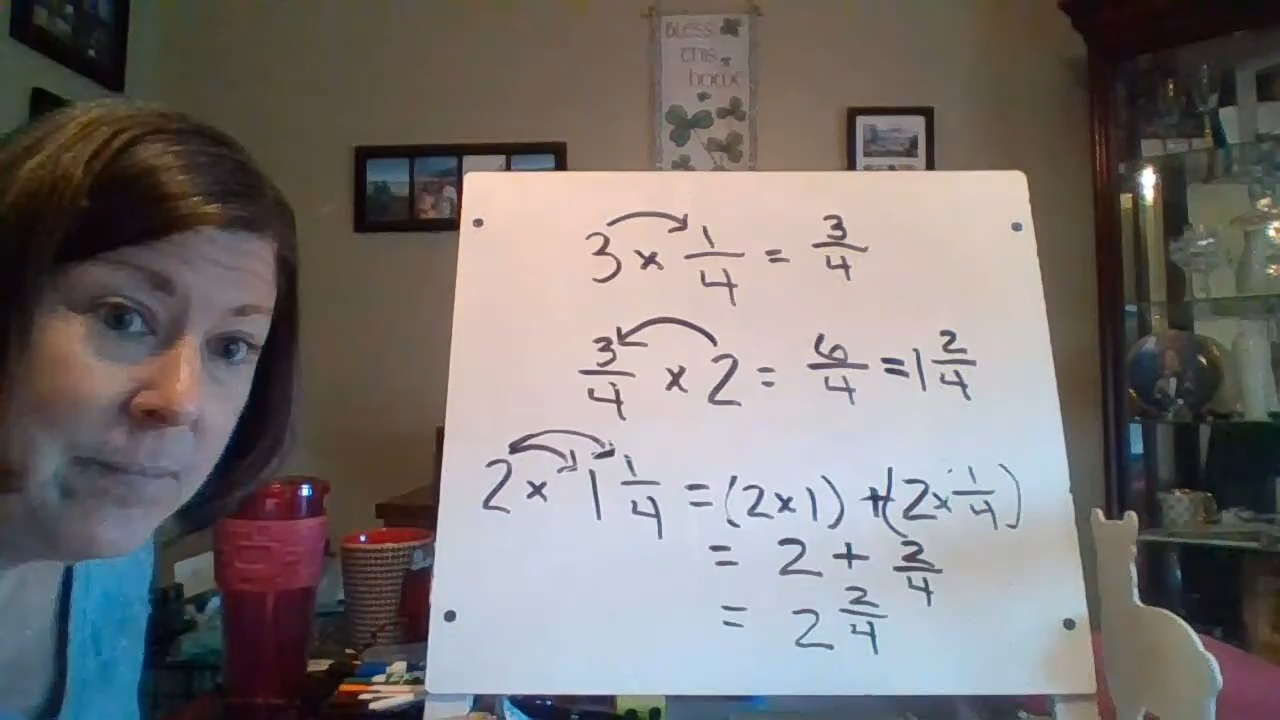 BLESS
this
home
3 × 1/4 = 3/4
3/4 × 2 = 6/4 = 1 2/4
2 × 1 1/4 = (2×1) + (2×1/4)
= 2 + 2/4
= 2 2/4